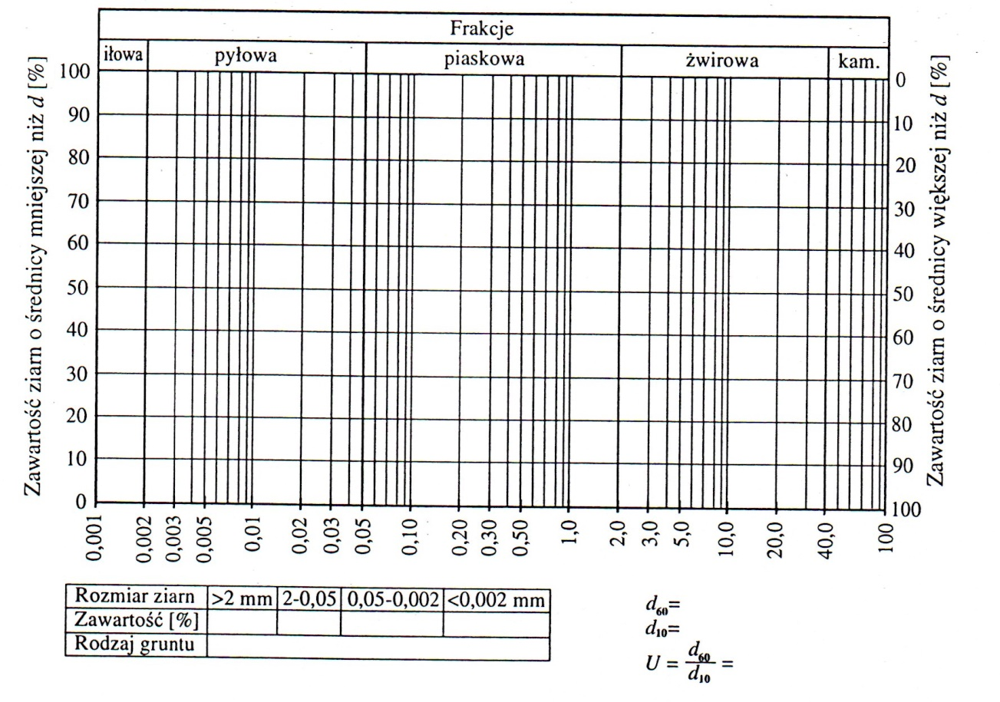 Frakcje
iłowa pyłowa piaskowa żwirowa kam.
Zawartość ziarn o średnicy mniejszej niż d [%]
100
90
80
70
60
50
40
30
20
10
0
0
10
20
30
40
50
60
70
80
90
100
Zawartość ziarn o średnicy większej niż d [%]
0,001 0,002 0,003 0,005 0,01 0,02 0,03 0,05 0,10 0,20 0,30 0,50 1,0 2,0 3,0 5,0 10,0 20,0 40,0 100
Rozmiar ziarn >2 mm 2-0,05 0,05-0,002 <0,002 mm
Zawartość [%]
Rodzaj gruntu
d₆₀=
d₁₀=
U = d₆₀/d₁₀ =